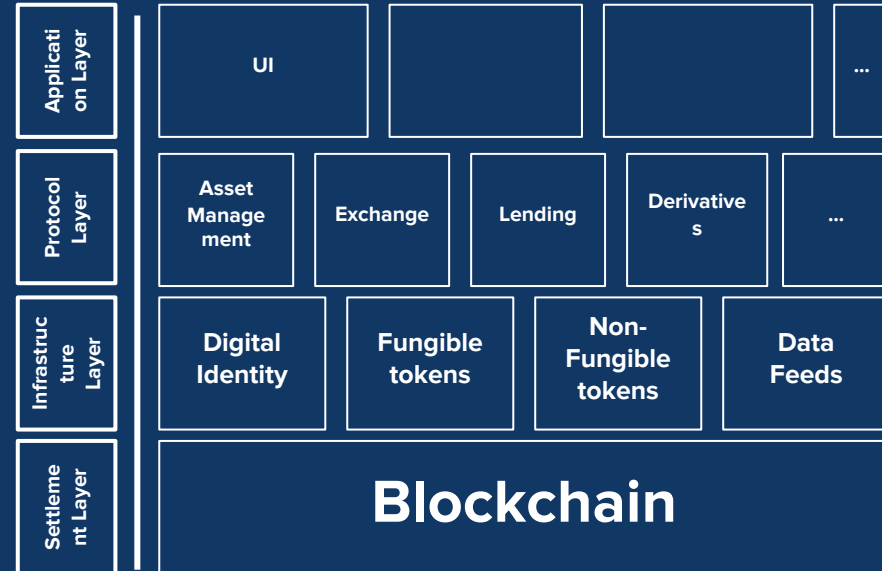 Applicati
on Layer
UI
...
Protocol
Layer
Asset
Manage
ment
Exchange
Lending
Derivative
s
...
Infrastruc
ture
Layer
Digital
Identity
Fungible
tokens
Non-
Fungible
tokens
Data
Feeds
Settleme
nt Layer
Blockchain